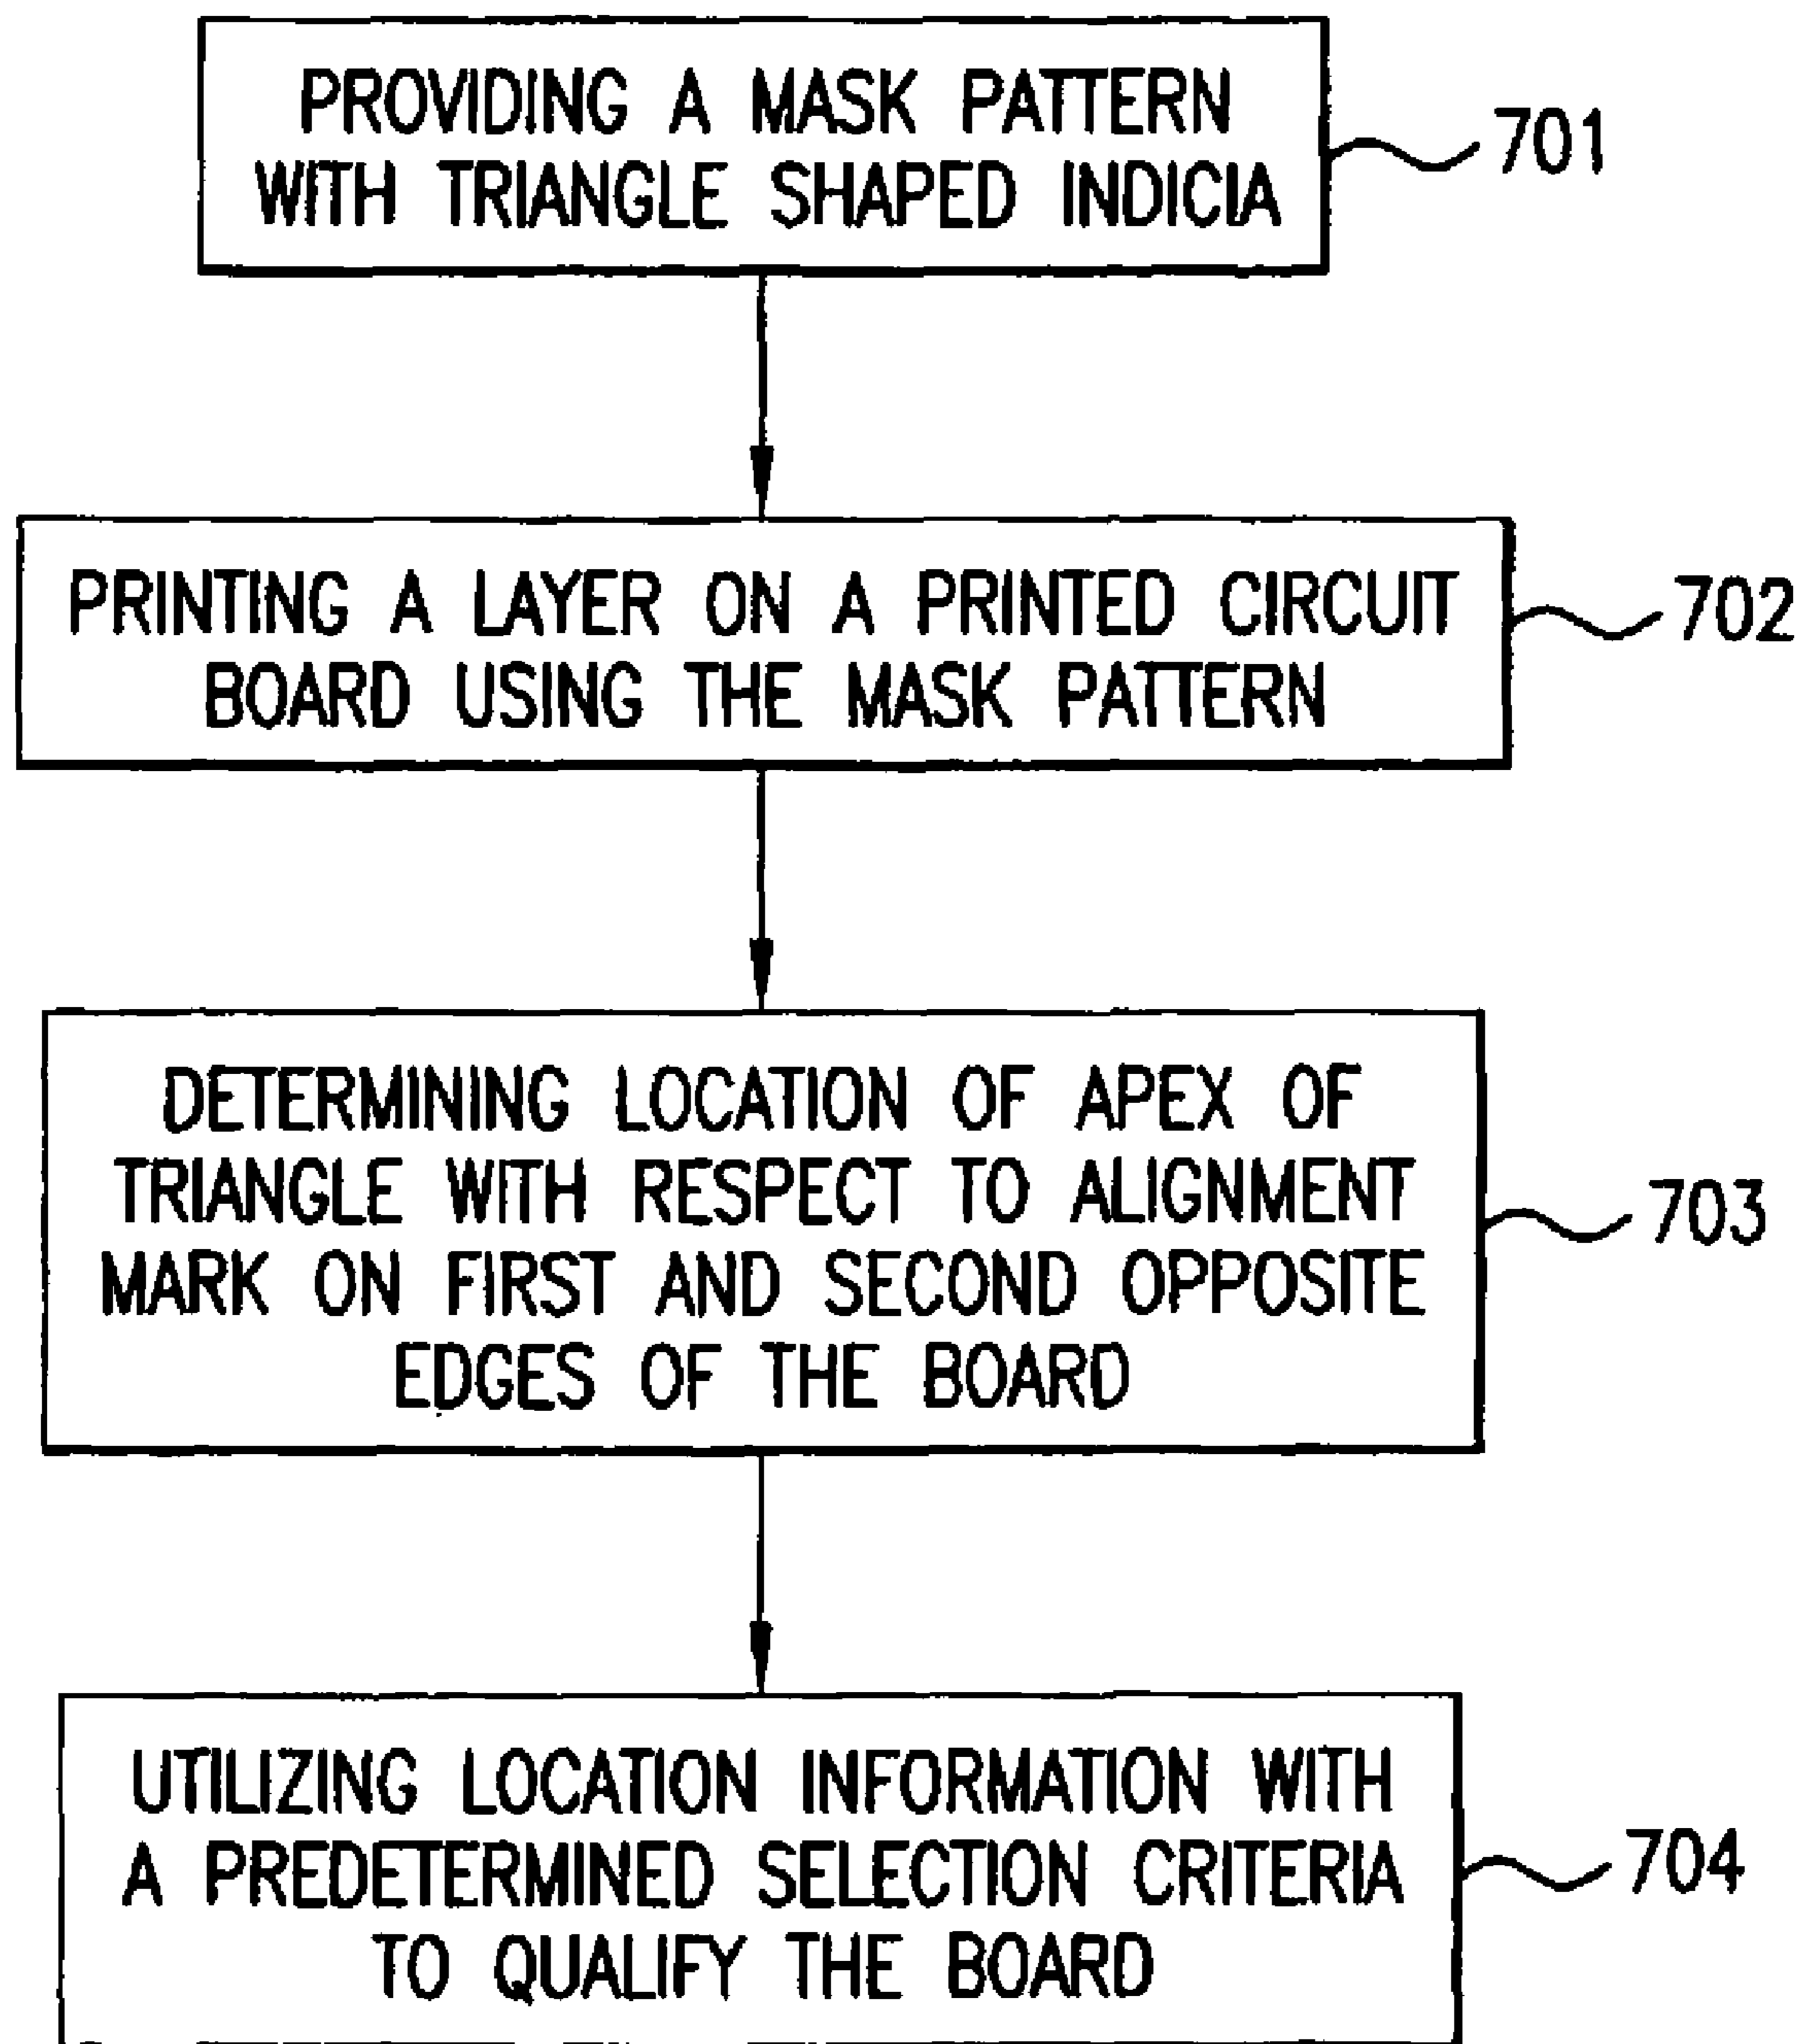 PROVIDING A MASK PATTERN
WITH TRIANGLE SHAPED INDICIA
701
PRINTING A LAYER ON A PRINTED CIRCUIT
BOARD USING THE MASK PATTERN
702
DETERMINING LOCATION OF APEX OF
TRIANGLE WITH RESPECT TO ALIGNMENT
MARK ON FIRST AND SECOND OPPOSITE
EDGES OF THE BOARD
703
UTILIZING LOCATION INFORMATION WITH
A PREDETERMINED SELECTION CRITERIA
TO QUALIFY THE BOARD
704